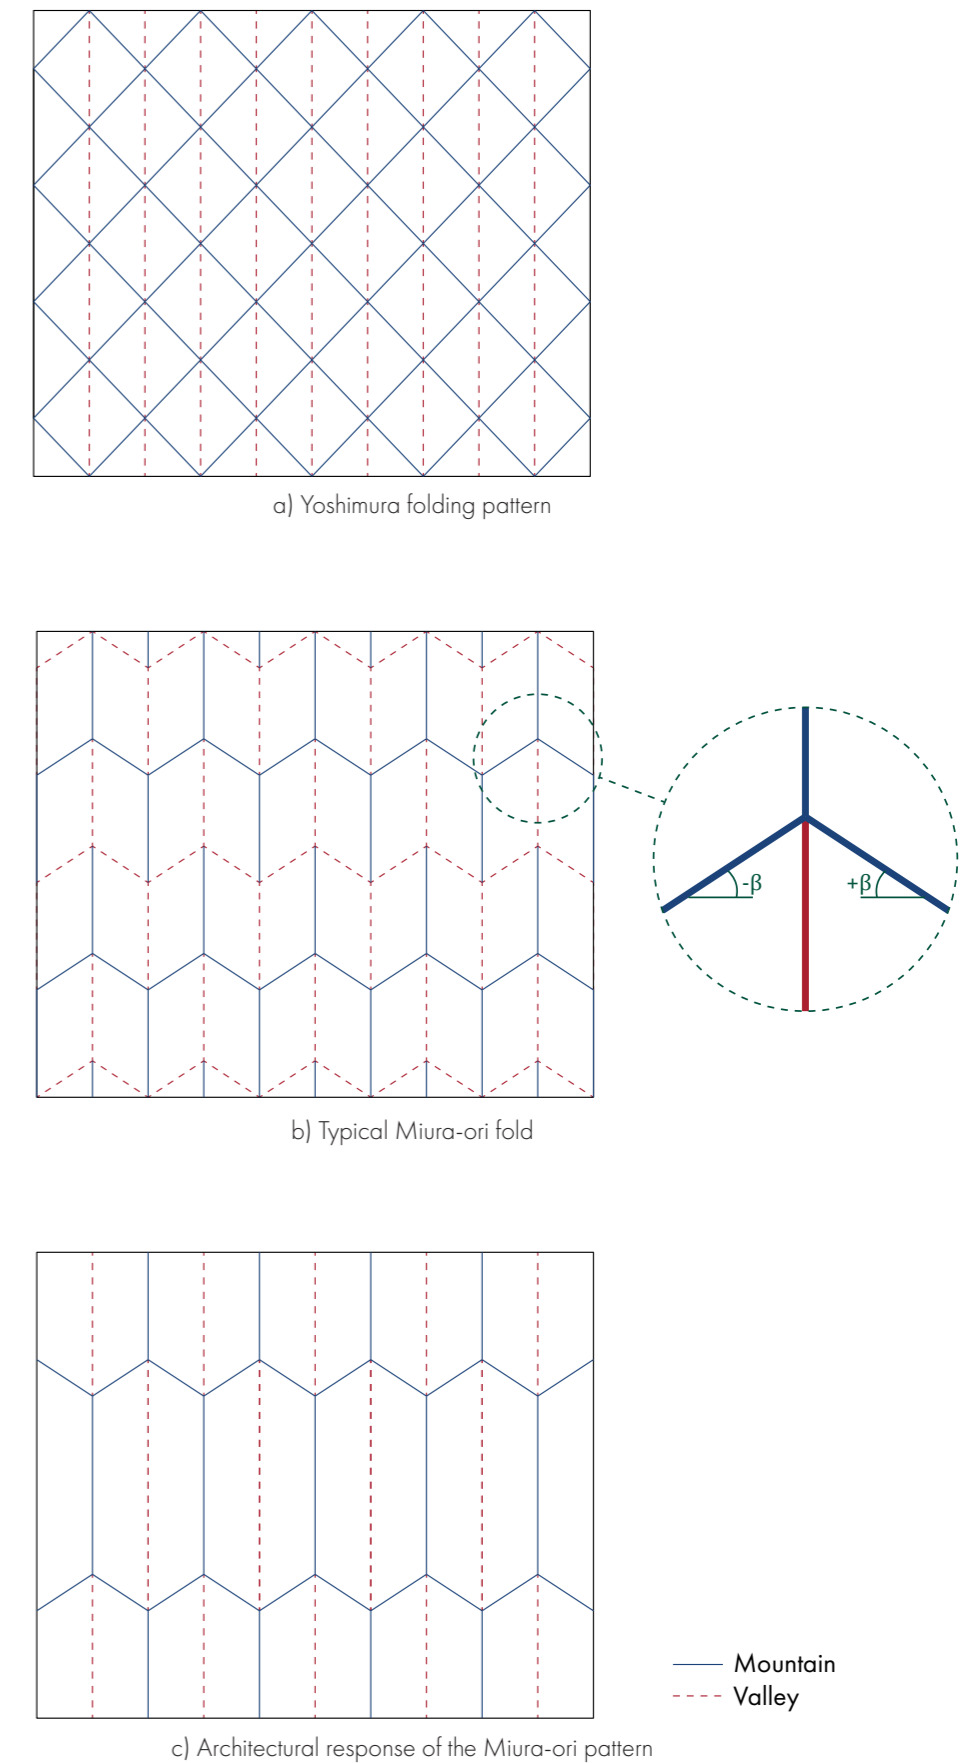 a) Yoshimura folding pattern
-β
+β
b) Typical Miura-ori fold
Mountain
Valley
c) Architectural response of the Miura-ori pattern